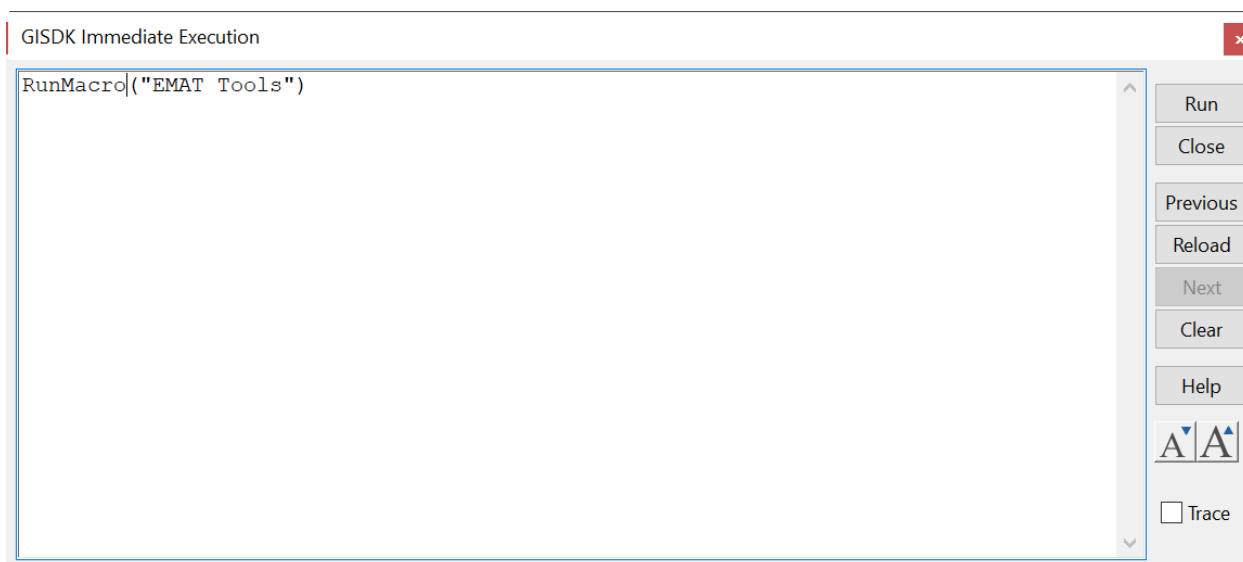 GISDK Immediate Execution
x
RunMacro("EMAT Tools")
Run
Close
Previous
Reload
Next
Clear
Help
A A
Trace